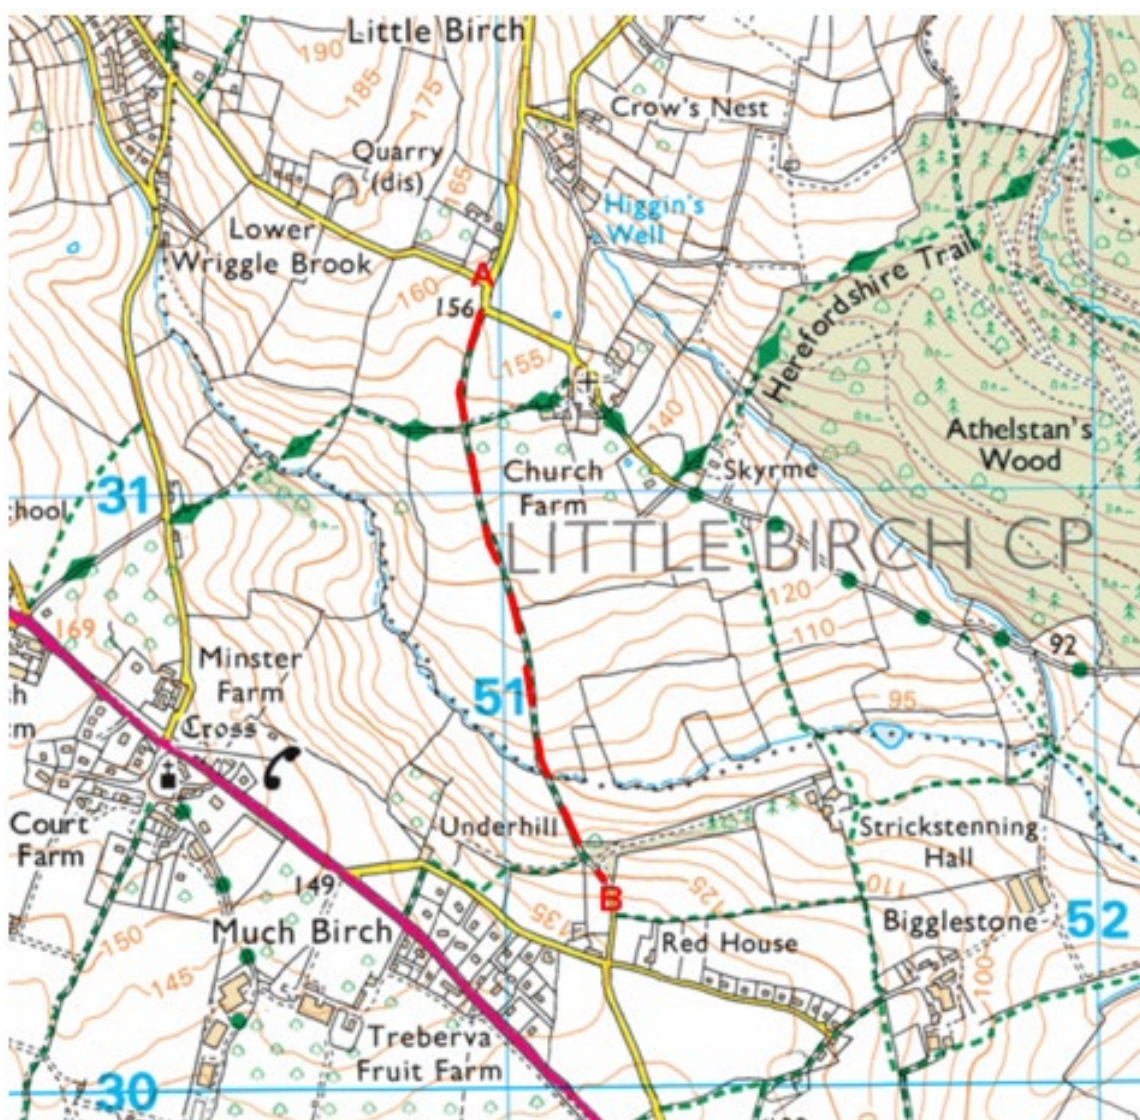 Little Birch
190
185
175
Crow's Nest
Quarry
(dis)
165
Higgin's
Well
Lower
Wriggle Brook
A
160
156
Herefordshire Trail
155
140
Athelstan's
Wood
Church
Farm
Skyrme
31
LITTLE BIRCH CP
120
110
169
92
Minster
Farm
Cross
51
95
Court
Farm
Underhill
Strickstenning
Hall
149
110
B
125
135
Bigglestone
52
Much Birch
Red House
150
145
100
Treberva
Fruit Farm
30